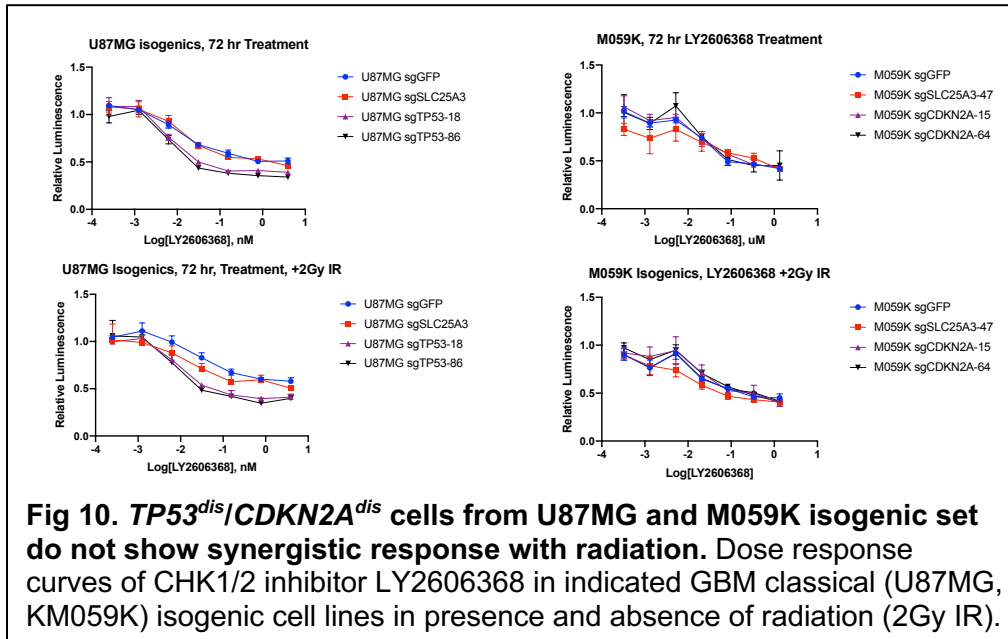 U87MG isogenics, 72 hr Treatment
Relative Luminescence
1.5
1.0
0.5
0.0
-4 -3 -2 -1 0 1
Log[LY2606368], nM
U87MG sgGFP
U87MG sgSLC25A3
U87MG sgTP53-18
U87MG sgTP53-86
M059K, 72 hr LY2606368 Treatment
Relative Luminescence
1.5
1.0
0.5
0.0
-4 -3 -2 -1 0 1
Log[LY2606368], uM
M059K sgGFP
M059K sgSLC25A3-47
M059K sgCDKN2A-15
M059K sgCDKN2A-64
U87MG Isogenics, 72 hr, Treatment, +2Gy IR
Relative Luminescence
1.5
1.0
0.5
0.0
-4 -3 -2 -1 0 1
Log[LY2606368], nM
U87MG sgGFP
U87MG sgSLC25A3
U87MG sgTP53-18
U87MG sgTP53-86
M059K Isogenics, LY2606368 +2Gy IR
Relative Luminescence
1.5
1.0
0.5
0.0
-4 -3 -2 -1 0 1
Log[LY2606368]
M059K sgGFP
M059K sgSLC25A3-47
M059K sgCDKN2A-15
M059K sgCDKN2A-64
Fig 10. TP53dis/CDKN2Adis cells from U87MG and M059K isogenic set
do not show synergistic response with radiation. Dose response
curves of CHK1/2 inhibitor LY2606368 in indicated GBM classical (U87MG,
KM059K) isogenic cell lines in presence and absence of radiation (2Gy IR).